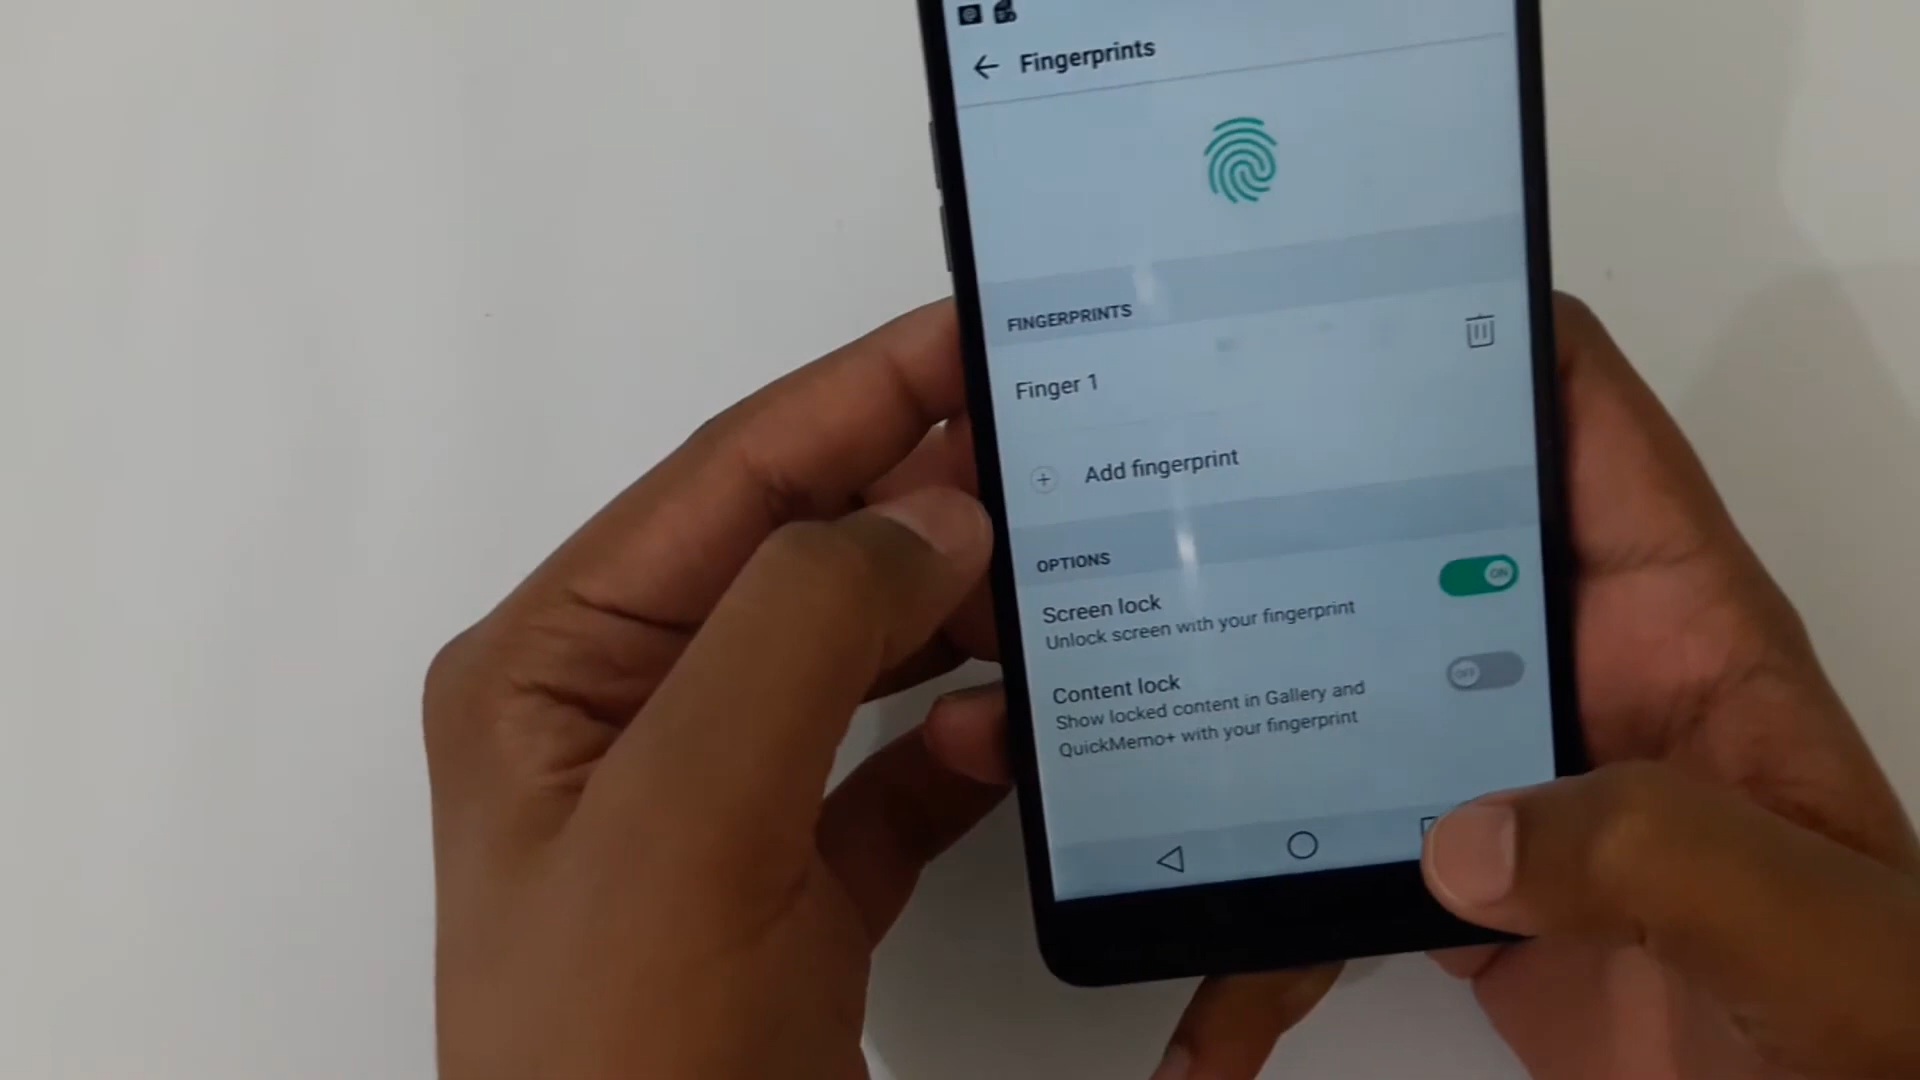 Fingerprints
FINGERPRINTS
Finger 1
Add fingerprint
OPTIONS
Screen lock
Unlock screen with your fingerprint
ON
Content lock
Show locked content in Gallery and
QuickMemo+ with your fingerprint
OFF